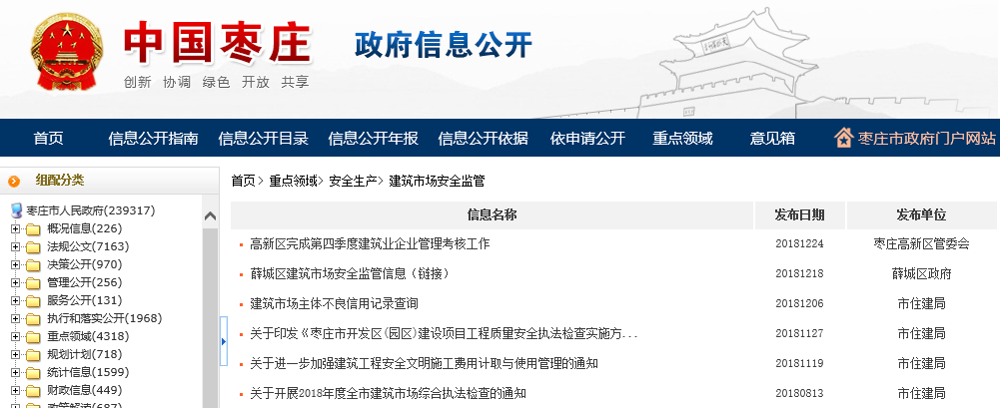 中国枣庄
政府信息公开
创新 协调 绿色 开放 共享
首页 信息公开指南 信息公开目录 信息公开年报 信息公开依据 依申请公开 重点领域 意见箱 枣庄市政府门户网站
组配分类
枣庄市人民政府(239317)
概况信息(226)
法规公文(7163)
决策公开(970)
管理公开(256)
服务公开(131)
执行和落实公开(1968)
重点领域(4318)
规划计划(718)
统计信息(1599)
财政信息(449)
政策解读(687)
首页> 重点领域> 安全生产> 建筑市场安全监管
信息名称 发布日期 发布单位
高新区完成第四季度建筑业企业管理考核工作 20181224 枣庄高新区管委会
薛城区建筑市场安全监管信息（链接） 20181218 薛城区政府
建筑市场主体不良信用记录查询 20181206 市住建局
关于印发《枣庄市开发区(园区)建设项目工程质量安全执法检查实施方... 20181127 市住建局
关于进一步加强建筑工程安全文明施工费用计取与使用管理的通知 20181119 市住建局
关于开展2018年度全市建筑市场综合执法检查的通知 20180813 市住建局